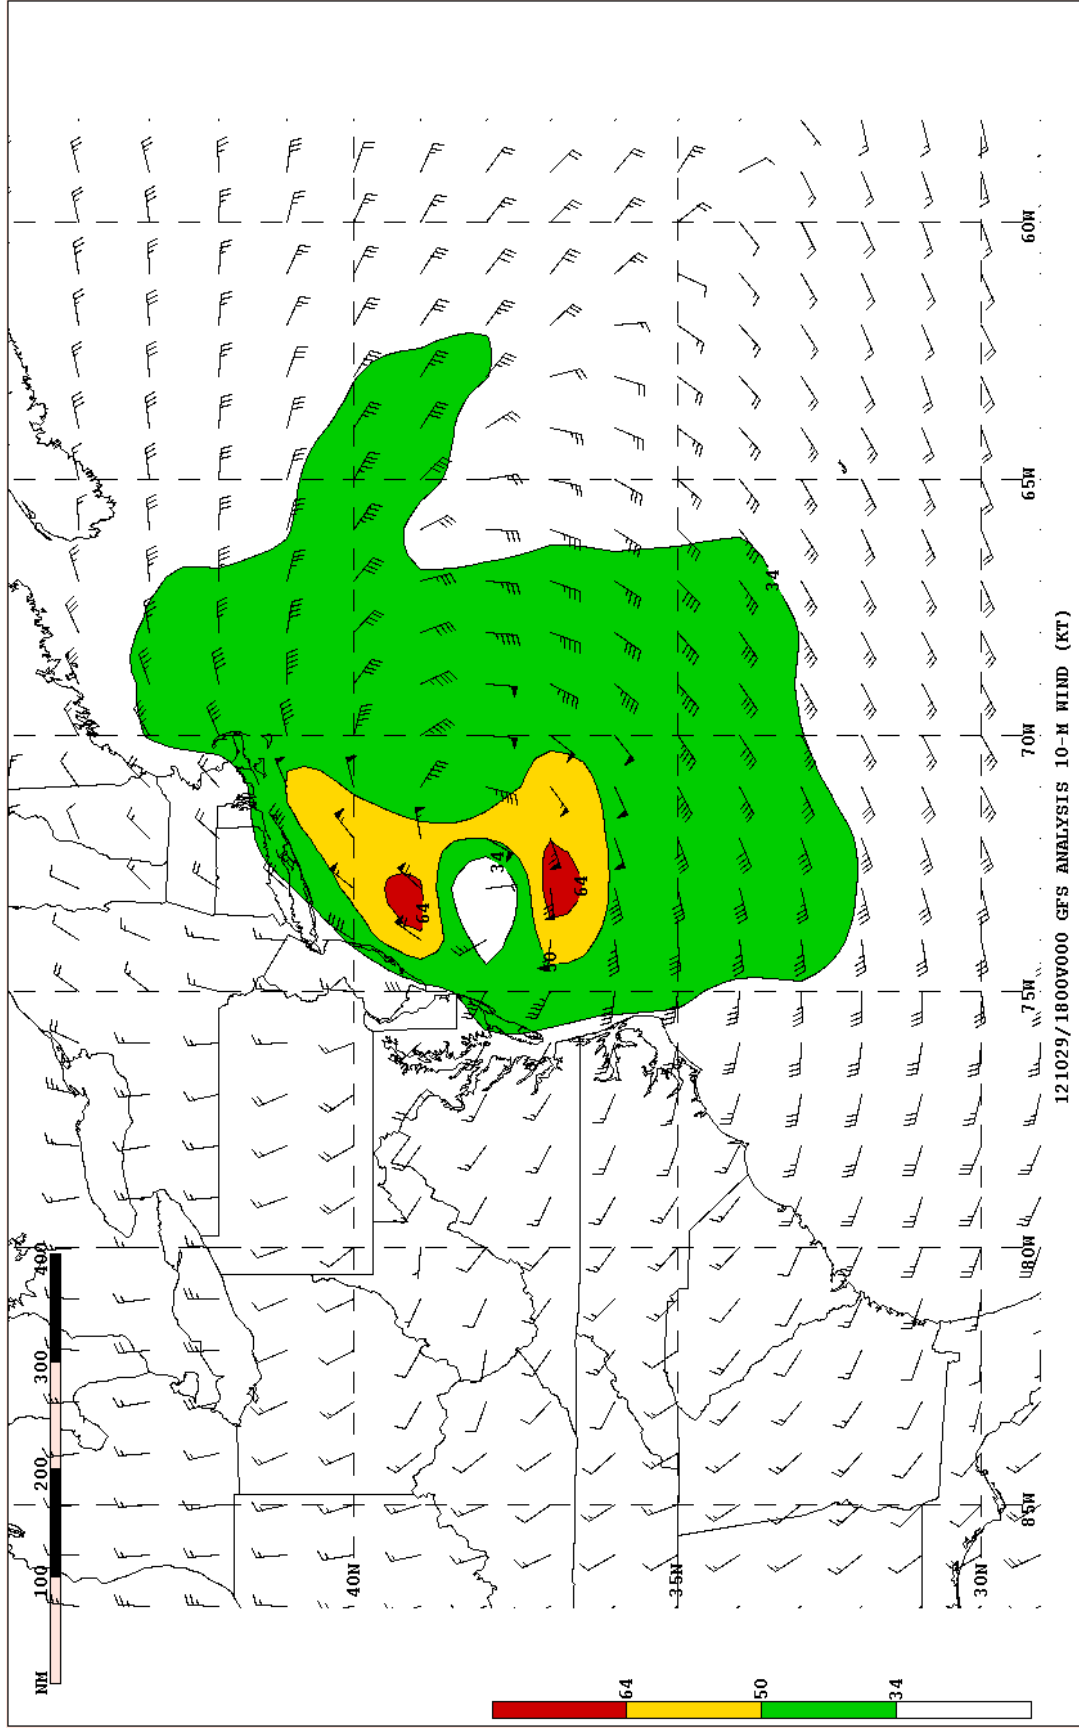 NM 100 200 300 400
40N
35N
30N
85W
80W
75W
70W
65W
60W
34
34
50
64
64
64
50
34
121029/1800V000 GFS ANALYSIS 10-M WIND (KT)